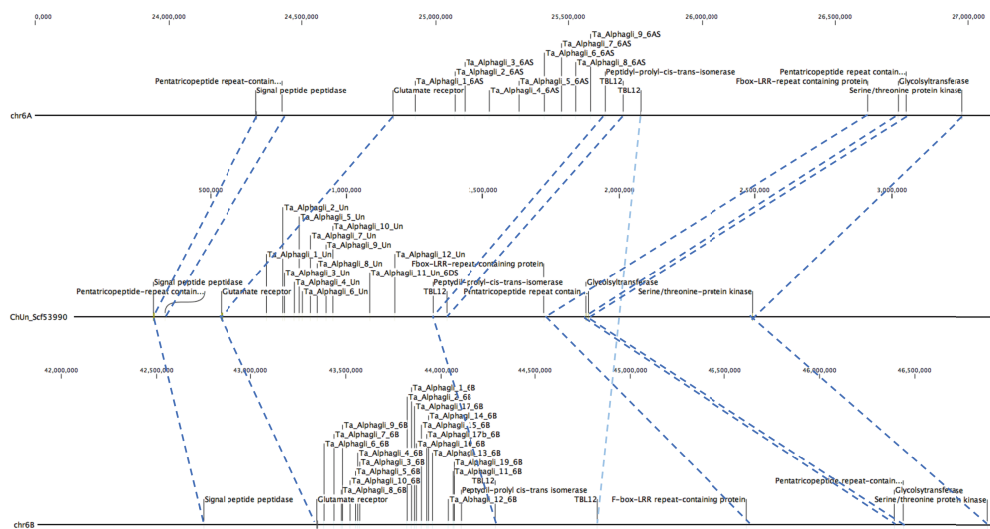 0,000 24,000,000 24,500,000 25,000,000 25,500,000 26,000,000 26,500,000 27,000,000
Ta_Alphagli_9_6AS
Ta_Alphagli_7_6AS
Ta_Alphagli_6_6AS
Ta_Alphagli_3_6AS Ta_Alphagli_8_6AS
Ta_Alphagli_2_6AS Peptidyl-prolyl-cis-trans-isomerase Pentatricopeptide repeat contain...
Pentatricopeptide repeat-contain... Ta_Alphagli_1_6AS Ta_Alphagli_5_6AS TBL12 Fbox-LRR-repeat containing protein Glycolsyltransferase
Signal peptide peptidase Glutamate receptor Ta_Alphagli_4_6AS TBL12 Serine/threonine protein kinase
chr6A
500,000 1,000,000 1,500,000 2,000,000 2,500,000 3,000,000
Ta_Alphagli_2_Un
Ta_Alphagli_5_Un
Ta_Alphagli_10_Un
Ta_Alphagli_7_Un
Ta_Alphagli_9_Un
Ta_Alphagli_1_Un Ta_Alphagli_12_Un
Ta_Alphagli_8_Un Fbox-LRR-repeat-containing protein
Ta_Alphagli_3_Un Ta_Alphagli_11_Un_6DS
Signal peptide peptidase Ta_Alphagli_4_Un Peptydil-prolyl-cis-trans-isomerase Glycolsyltransferase
Pentatricopeptide-repeat contain... Glutamate receptor Ta_Alphagli_6_Un TBL12 Pentratricopeptide repeat contain... Serine/threonine-protein kinase
ChUn_Scf53990
42,000,000 42,500,000 43,000,000 43,500,000 44,000,000 44,500,000 45,000,000 45,500,000 46,000,000 46,500,000
Ta_Alphagli_1_6B
Ta_Alphagli_2_6B
Ta_Alphagli_17_6B
Ta_Alphagli_14_6B
Ta_Alphagli_9_6B Ta_Alphagli_15_6B
Ta_Alphagli_7_6B Ta_Alphagli_17b_6B
Ta_Alphagli_6_6B Ta_Alphagli_16_6B
Ta_Alphagli_4_6B Ta_Alphagli_13_6B
Ta_Alphagli_3_6B Ta_Alphagli_19_6B
Ta_Alphagli_5_6B Ta_Alphagli_11_6B
Ta_Alphagli_10_6B TBL12 Pentatricopeptide-repeat contain...
Ta_Alphagli_8_6B Peptydil-prolyl cis-trans isomerase Glycosyltransferase
Signal peptide peptidase Glutamate receptor Ta_Alphagli_12_6B TBL12 F-box-LRR repeat-containing protein Serine/threonine protein kinase
chr6B